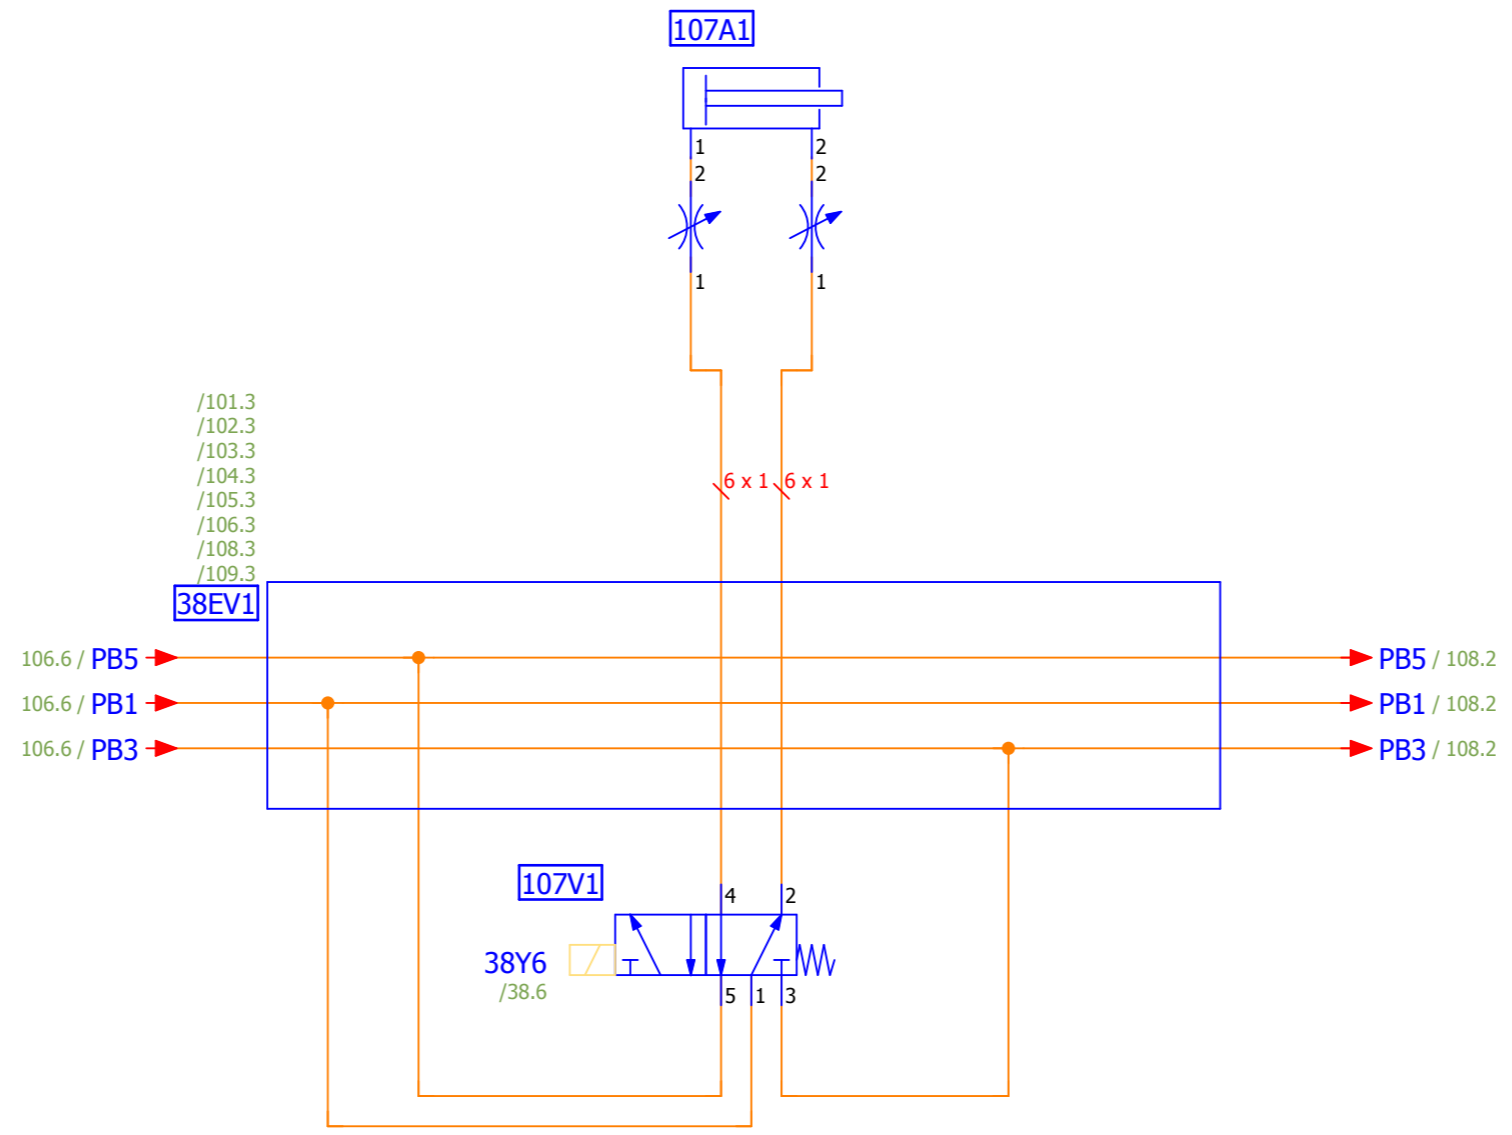 107A1
1
2
2
2
1
1
/101.3
/102.3
/103.3
/104.3
/105.3
/106.3
/108.3
/109.3
6 x 1
6 x 1
38EV1
106.6 / PB5
PB5 / 108.2
106.6 / PB1
PB1 / 108.2
106.6 / PB3
PB3 / 108.2
107V1
4
2
38Y6
/38.6
5
1
3